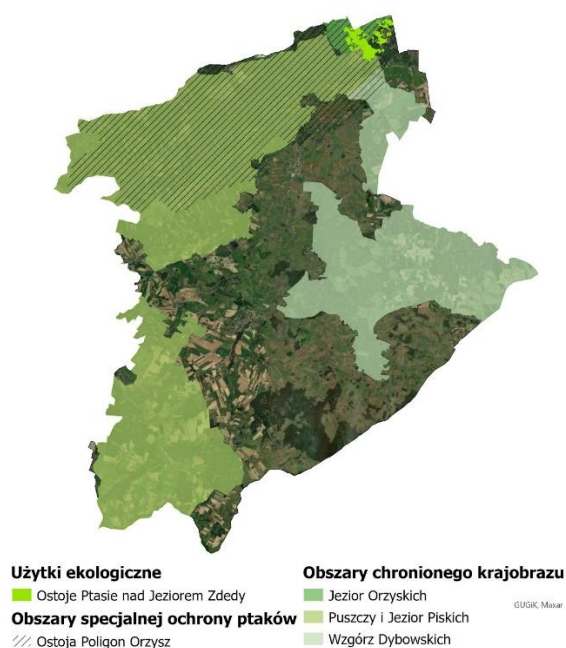 Użytki ekologiczne
Ostoje Ptasie nad Jeziorem Zdedy
Obszary specjalnej ochrony ptaków
Ostoja Poligon Orzysz
Obszary chronionego krajobrazu
Jezior Orzyskich
Puszczy i Jezior Piskich
Wzgórz Dybowskich
GUGiK, Maxar